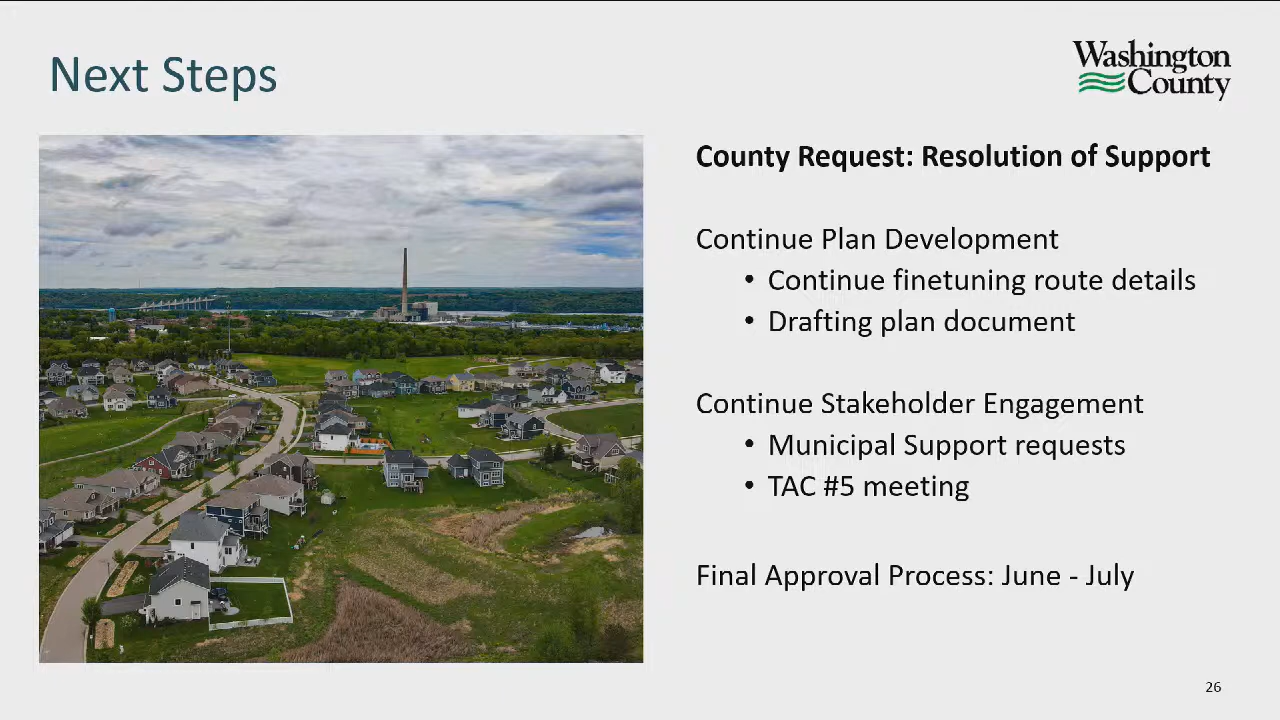 Next Steps
Washington
County
County Request: Resolution of Support
Continue Plan Development
• Continue finetuning route details
• Drafting plan document
Continue Stakeholder Engagement
• Municipal Support requests
• TAC #5 meeting
Final Approval Process: June - July
26